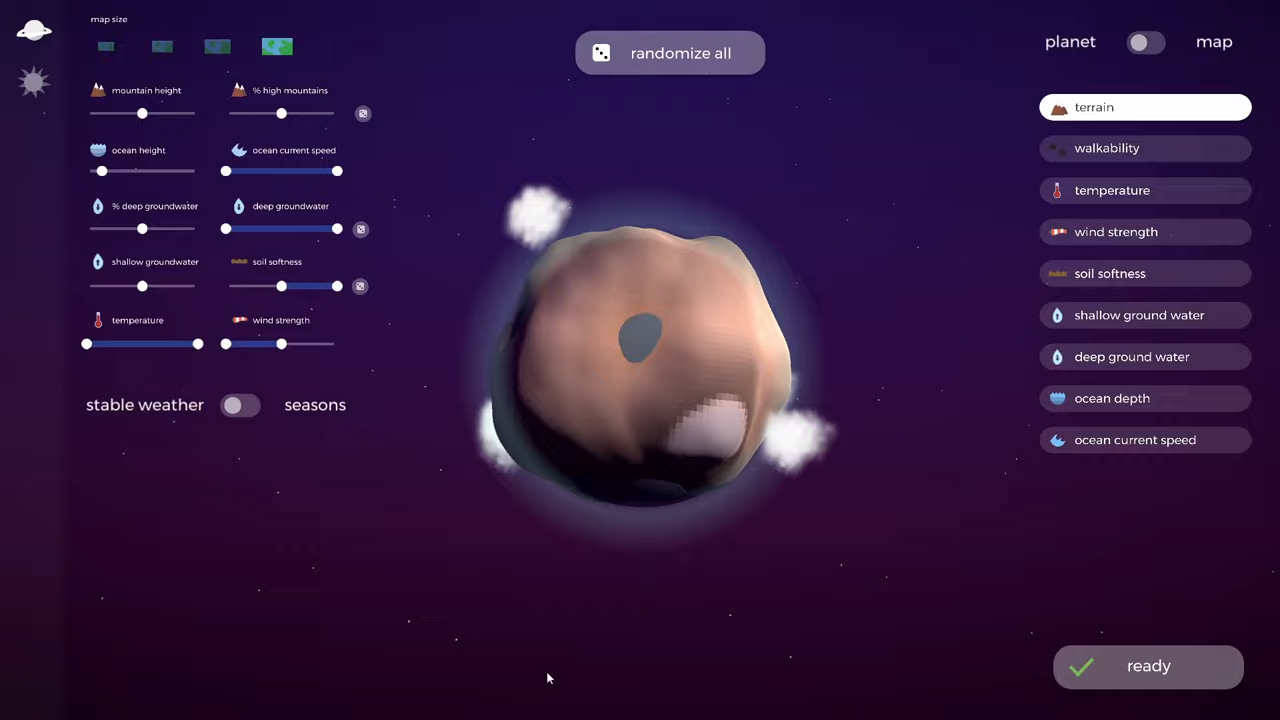 map size
randomize all
planet
map
mountain height
% high mountains
terrain
ocean height
ocean current speed
walkability
temperature
% deep groundwater
deep groundwater
wind strength
shallow groundwater
soil softness
soil softness
temperature
wind strength
shallow ground water
deep ground water
stable weather
seasons
ocean depth
ocean current speed
ready